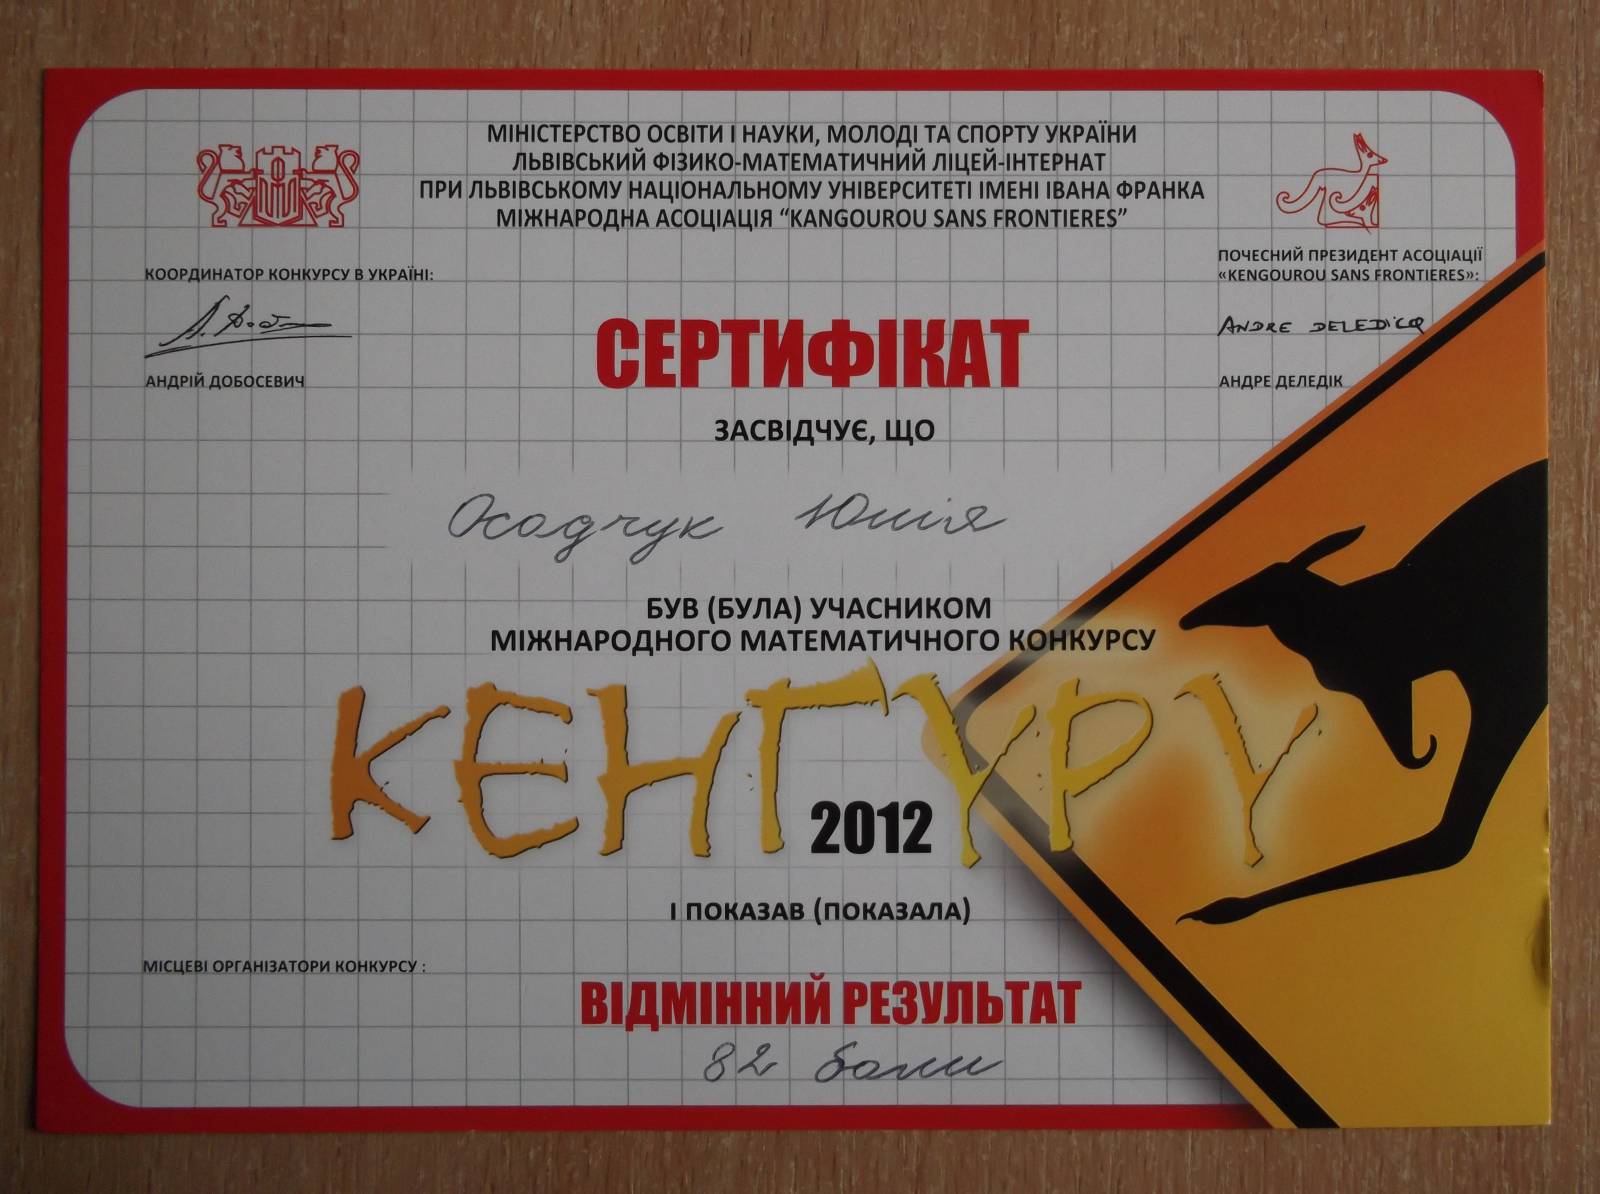 МІНІСТЕРСТВО ОСВІТИ І НАУКИ, МОЛОДІ ТА СПОРТУ УКРАЇНИ
ЛЬВІВСЬКИЙ ФІЗИКО-МАТЕМАТИЧНИЙ ЛІЦЕЙ-ІНТЕРНАТ
ПРИ ЛЬВІВСЬКОМУ НАЦІОНАЛЬНОМУ УНІВЕРСИТЕТІ ІМЕНІ ІВАНА ФРАНКА
МІЖНАРОДНА АСОЦІАЦІЯ “KANGOUROU SANS FRONTIERES”
КООРДИНАТОР КОНКУРСУ В УКРАЇНІ:
АНДРІЙ ДОБОСЕВИЧ
ПОЧЕСНИЙ ПРЕЗИДЕНТ АСОЦІАЦІЇ
«KENGOUROU SANS FRONTIERES»:
ANDRE DELEDICQ
АНДРЕ ДЕЛЕДІК
СЕРТИФІКАТ
ЗАСВІДЧУЄ, ЩО
Осадчук Юлія
БУВ (БУЛА) УЧАСНИКОМ
МІЖНАРОДНОГО МАТЕМАТИЧНОГО КОНКУРСУ
КЕНГУРУ
2012
І ПОКАЗАВ (ПОКАЗАЛА)
МІСЦЕВІ ОРГАНІЗАТОРИ КОНКУРСУ :
ВІДМІННИЙ РЕЗУЛЬТАТ
82 бали